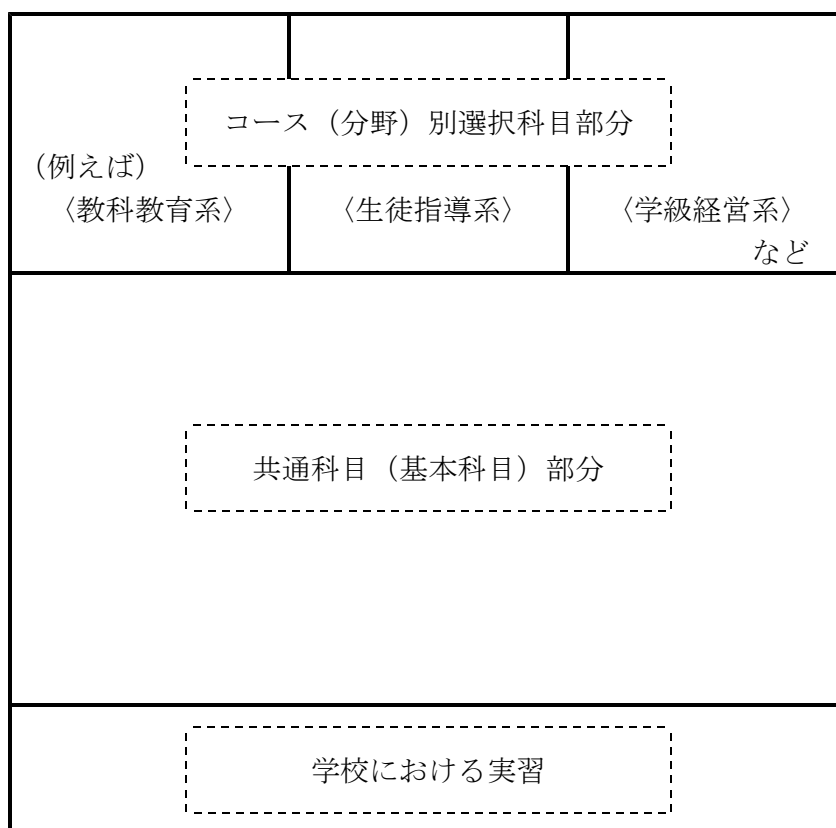 コース（分野）別選択科目部分
（例えば）
〈教科教育系〉 〈生徒指導系〉 〈学級経営系〉
など
共通科目（基本科目）部分
学校における実習